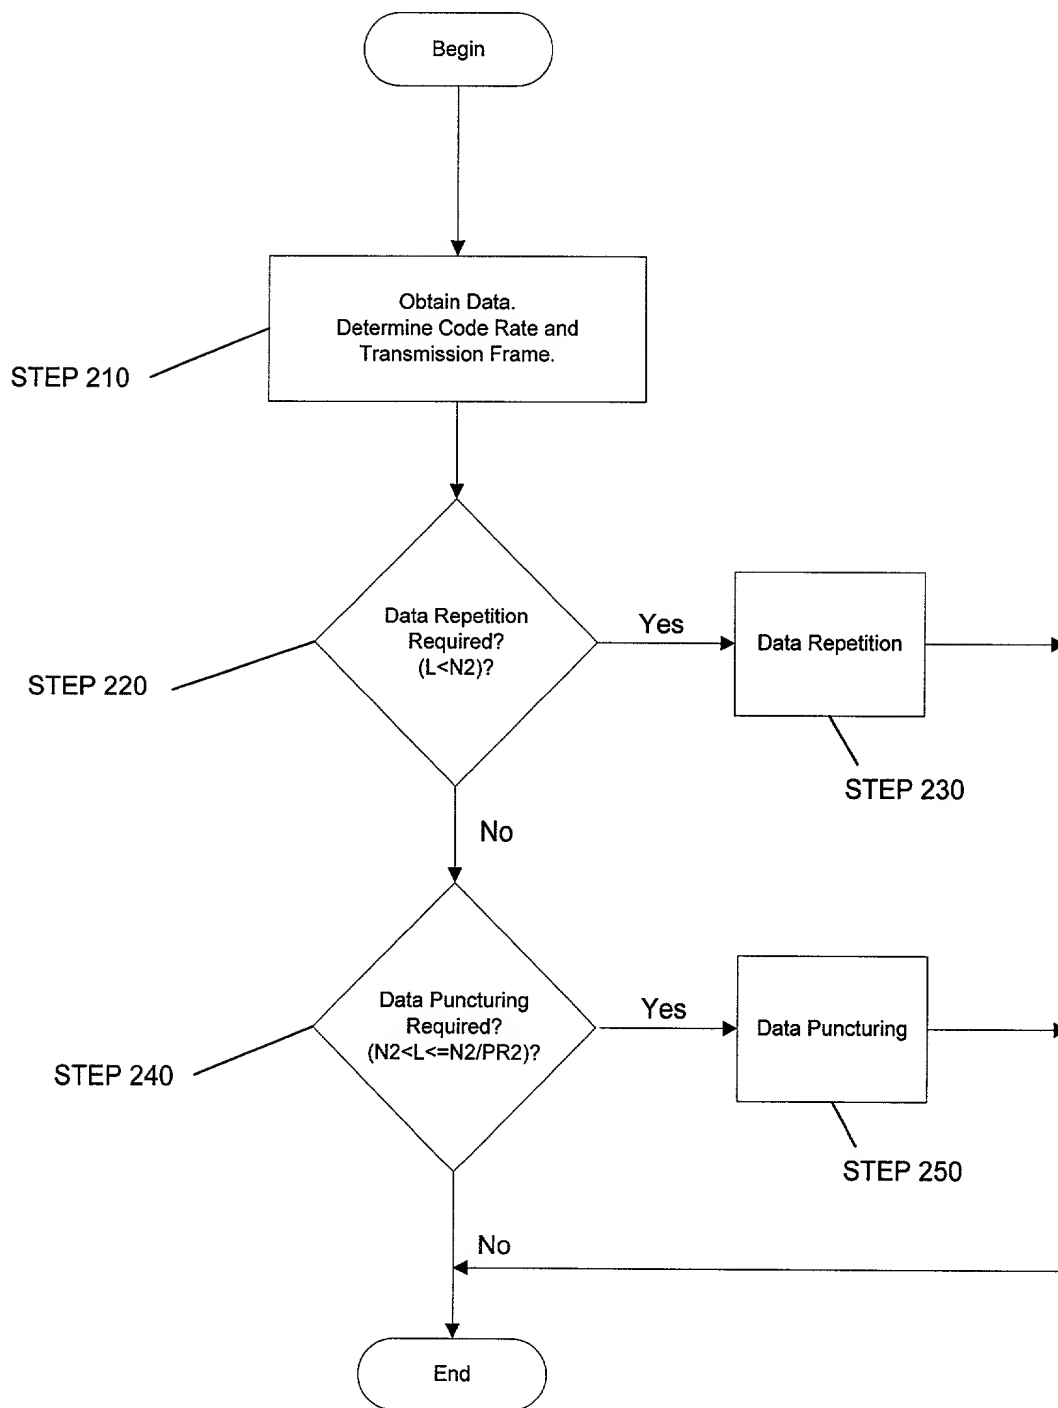 Begin
Obtain Data.
Determine Code Rate and
Transmission Frame.
STEP 210
Data Repetition
Required?
(L<N2)?
Yes
Data Repetition
STEP 220
STEP 230
No
Data Puncturing
Required?
(N2<L<=N2/PR2)?
Yes
Data Puncturing
STEP 240
STEP 250
No
End